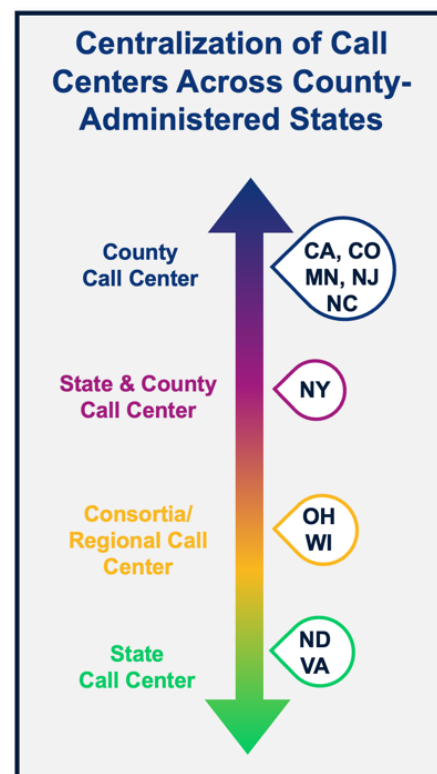 Centralization of Call
Centers Across County-
Administered States
County
Call Center
CA, CO
MN, NJ
NC
State & County
Call Center
NY
Consortia/
Regional Call
Center
OH
WI
State
Call Center
ND
VA